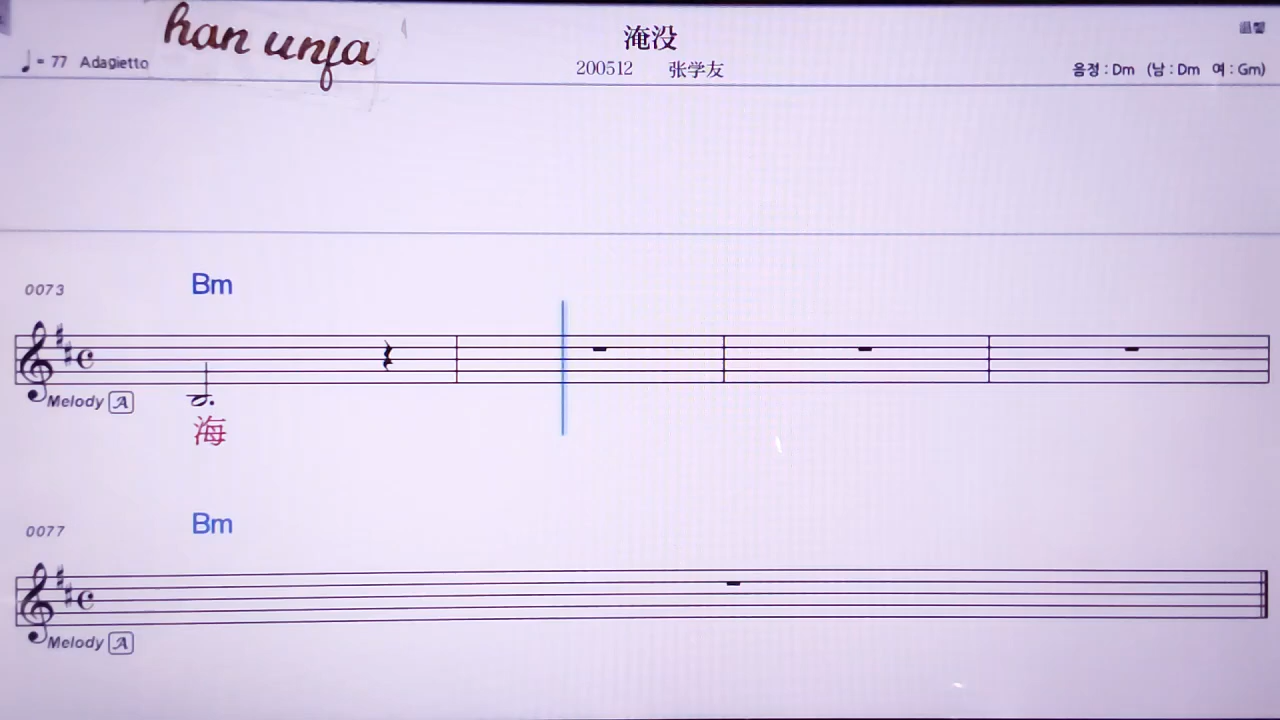 han unfa
淹没
♩= 77 Adagietto
200512 张学友
음정 : Dm (남 : Dm 여 : Gm)
0073
Bm
Melody A
海
0077
Bm
Melody A